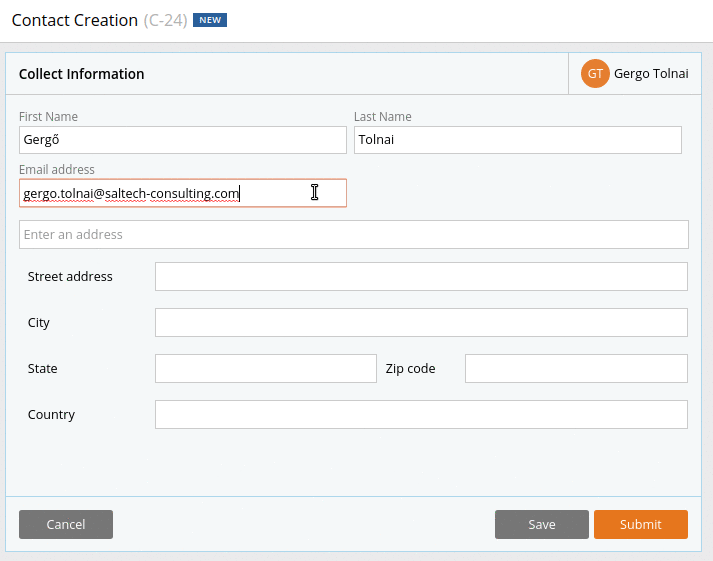 Contact Creation (C-24) NEW
Collect Information GT Gergo Tolnai
First Name Last Name
Gergő Tolnai
Email address
gergo.tolnai@saltech-consulting.com
Enter an address
Street address
City
State Zip code
Country
Cancel Save Submit